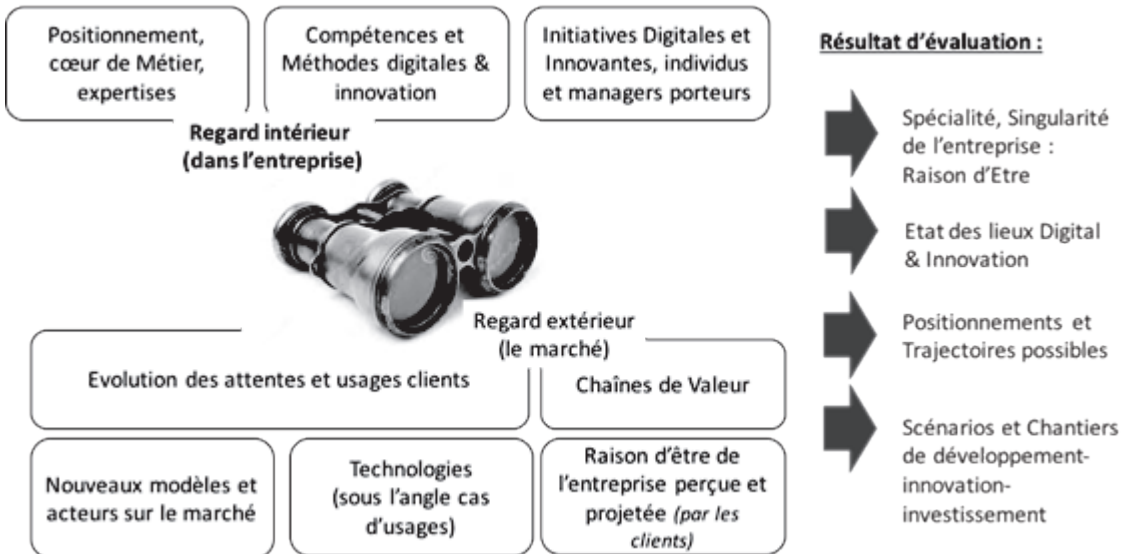 Positionnement,
cœur de Métier,
expertises
Compétences et
Méthodes digitales &
innovation
Initiatives Digitales et
Innovantes, individus
et managers porteurs
Regard intérieur
(dans l'entreprise)
Regard extérieur
(le marché)
Evolution des attentes et usages clients
Chaînes de Valeur
Nouveaux modèles et
acteurs sur le marché
Technologies
(sous l'angle cas
d'usages)
Raison d'être de
l'entreprise perçue et
projetée (par les
clients)
Résultat d'évaluation :
Spécialité, Singularité
de l'entreprise :
Raison d'Etre
Etat des lieux Digital
& Innovation
Positionnements et
Trajectoires possibles
Scénarios et Chantiers
de développement-
innovation-
investissement